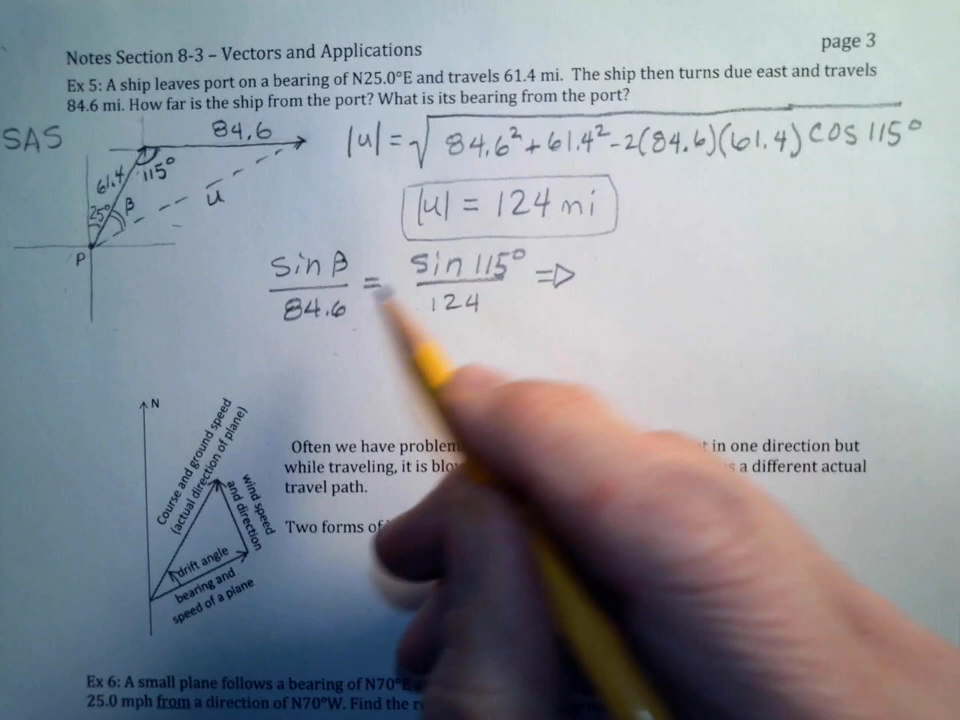 Notes Section 8-3 – Vectors and Applications page 3
Ex 5: A ship leaves port on a bearing of N25.0°E and travels 61.4 mi. The ship then turns due east and travels
84.6 mi. How far is the ship from the port? What is its bearing from the port?
SAS
84.6
61.4
115°
25°
β
u
P
|u| = √84.6² + 61.4² - 2(84.6)(61.4) cos 115°
|u| = 124 mi
sin β / 84.6 = sin 115° / 124 ⇒
N
Course and ground speed
(actual direction of plane)
wind speed
and direction
drift angle
bearing and
speed of a plane
Often we have in one direction but
while traveling, it is a different actual
travel path.
Two forms of
Ex 6: A small plane follows a bearing of N70°E
25.0 mph from a direction of N70°W. Find the